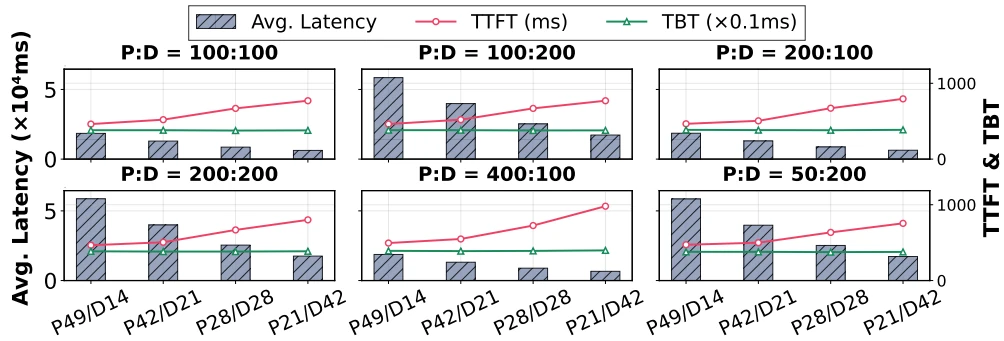 Avg. Latency TTFT (ms) TBT (×0.1ms)
P:D = 100:100 P:D = 100:200 P:D = 200:100
Avg. Latency (×10⁴ms)
5
0
1000
0
TTFT & TBT
P:D = 200:200 P:D = 400:100 P:D = 50:200
5
0
1000
0
P49/D14 P42/D21 P28/D28 P21/D42 P49/D14 P42/D21 P28/D28 P21/D42 P49/D14 P42/D21 P28/D28 P21/D42